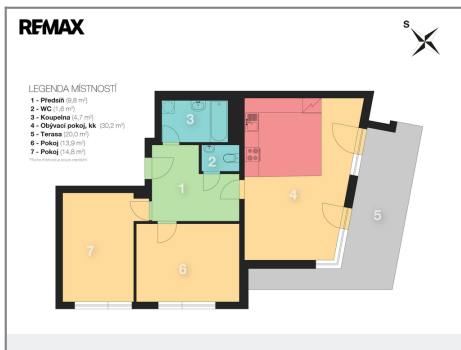 REMAX
S
LEGENDA MÍSTNOSTÍ
1 - Předsíň (9,8 m²)
2 - WC (1,6 m²)
3 - Koupelna (4,7 m²)
4 - Obývací pokoj, kk (30,2 m²)
5 - Terasa (20,0 m²)
6 - Pokoj (13,9 m²)
7 - Pokoj (14,8 m²)
3
2
1
4
5
7
6